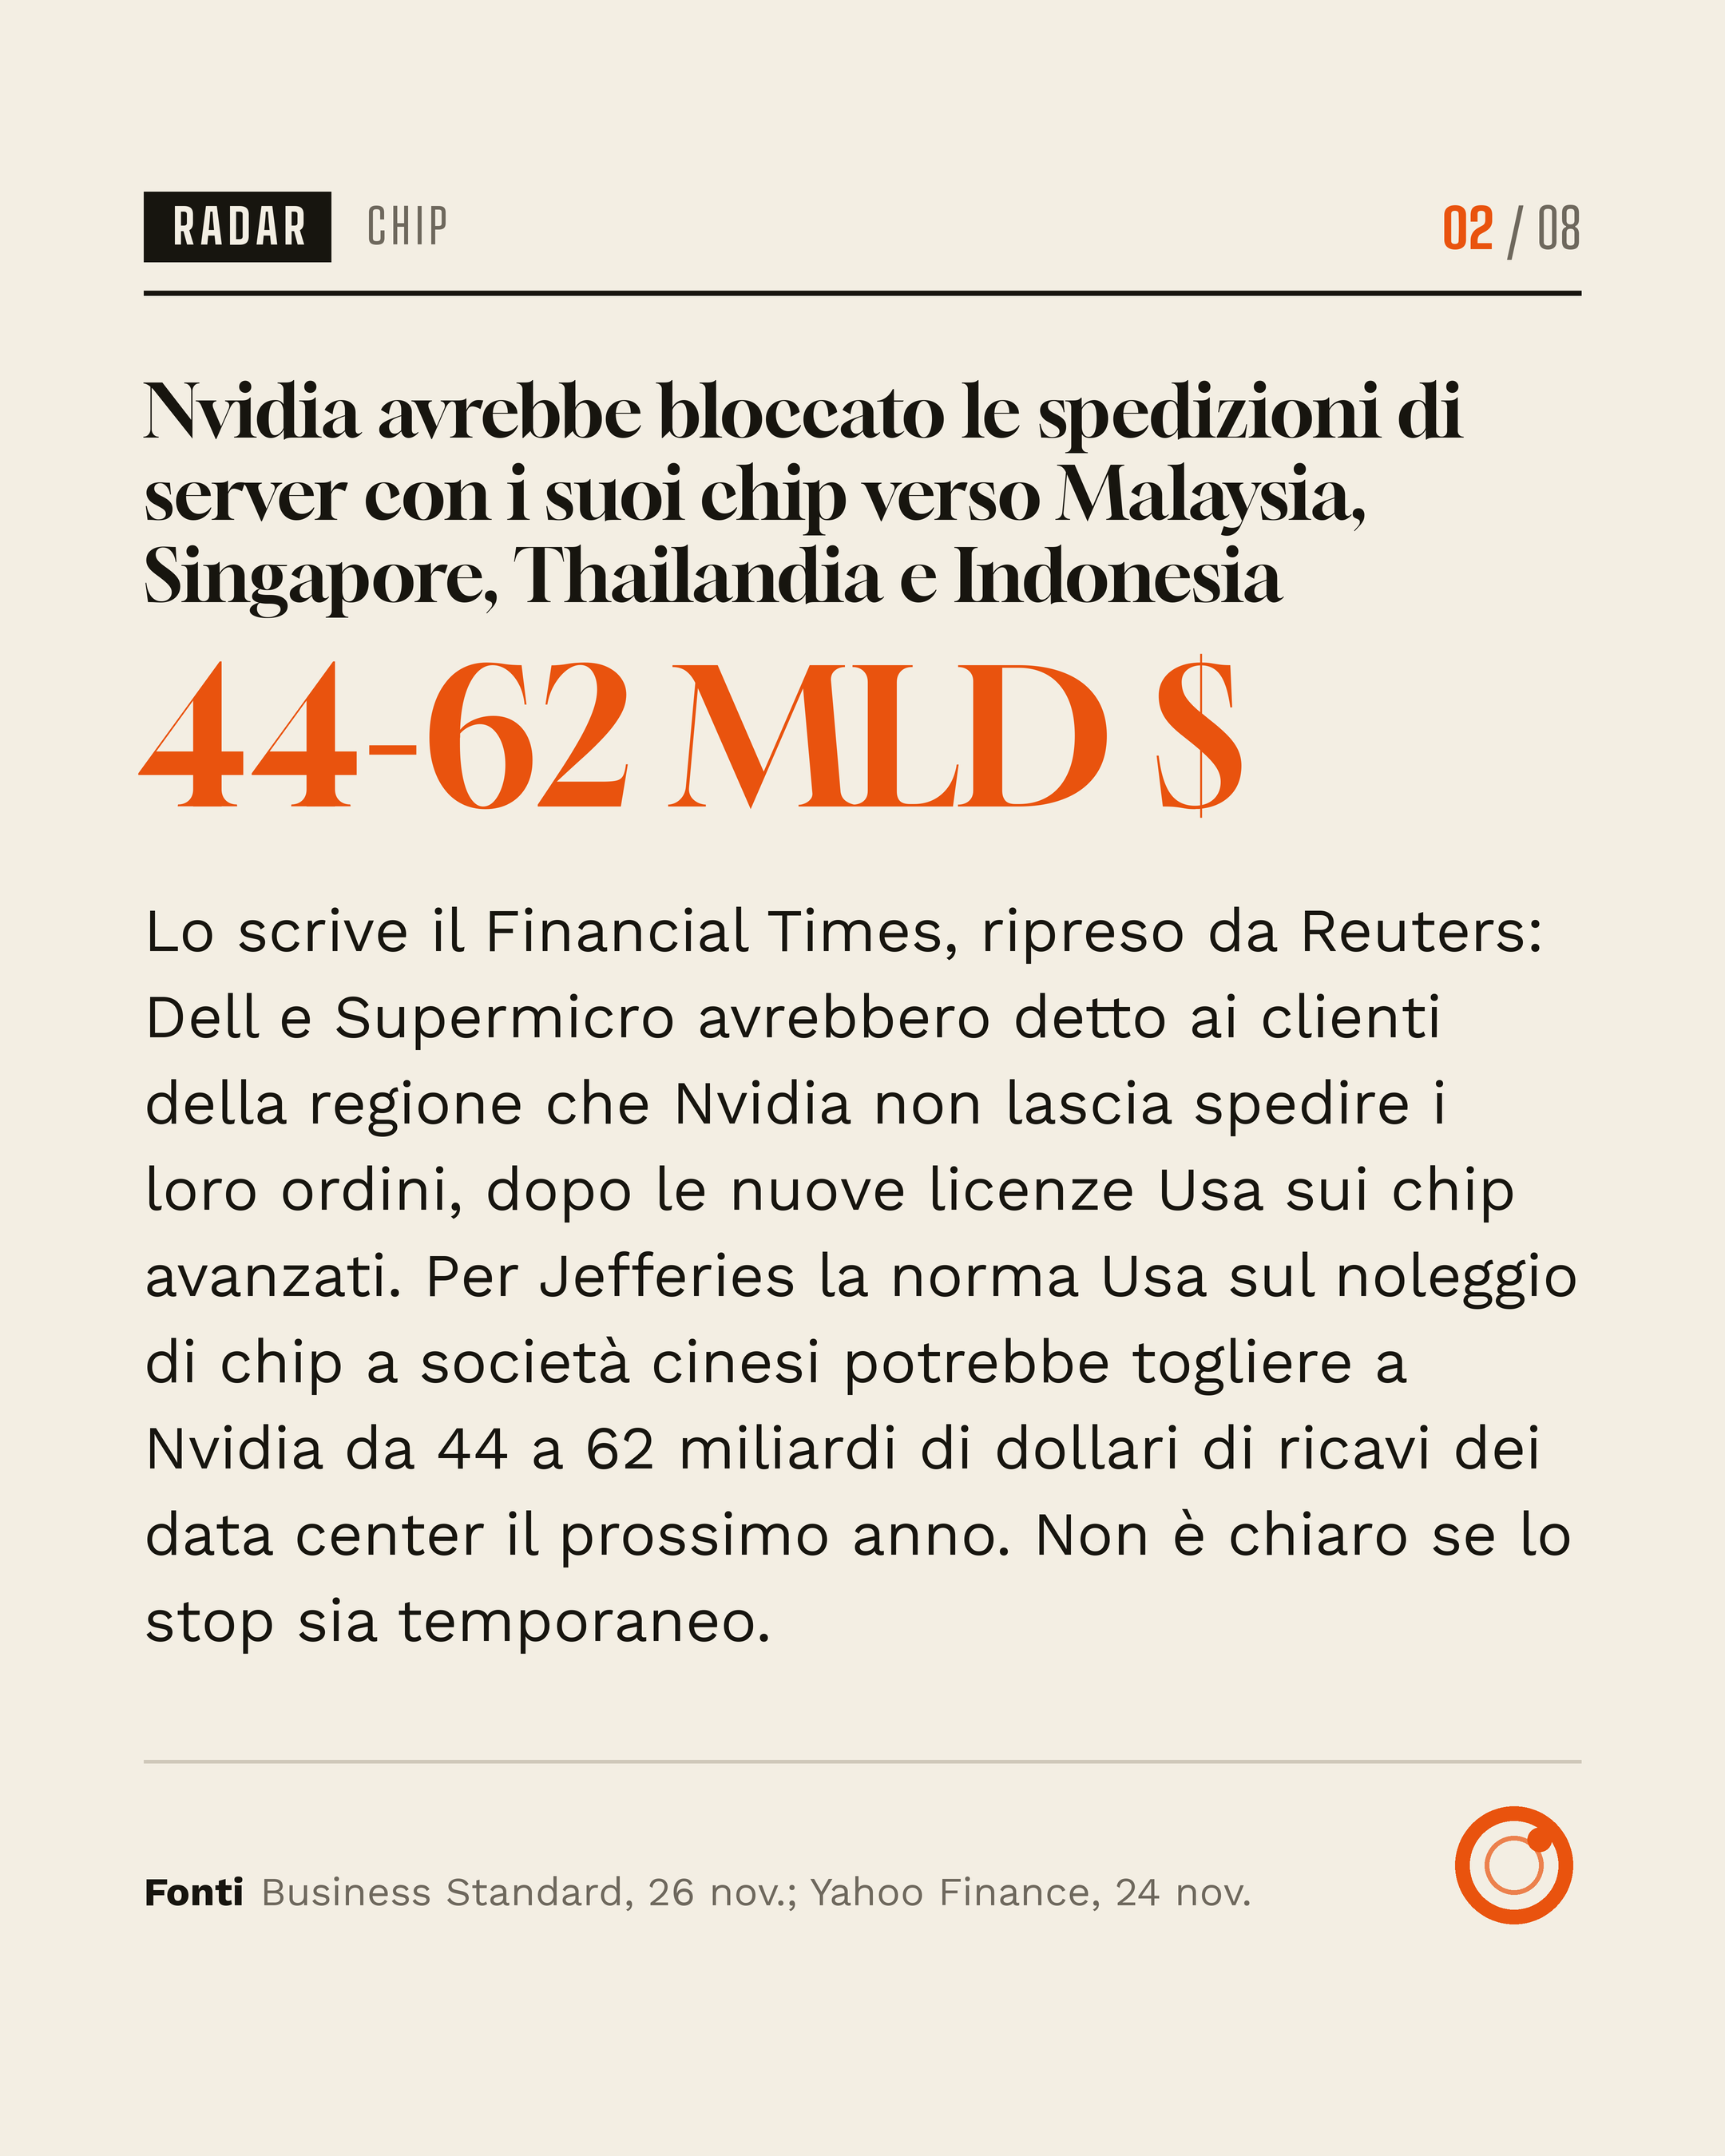 RADAR CHIP 02 / 08
Nvidia avrebbe bloccato le spedizioni di
server con i suoi chip verso Malaysia,
Singapore, Thailandia e Indonesia
44-62 MLD $
Lo scrive il Financial Times, ripreso da Reuters:
Dell e Supermicro avrebbero detto ai clienti
della regione che Nvidia non lascia spedire i
loro ordini, dopo le nuove licenze Usa sui chip
avanzati. Per Jefferies la norma Usa sul noleggio
di chip a società cinesi potrebbe togliere a
Nvidia da 44 a 62 miliardi di dollari di ricavi dei
data center il prossimo anno. Non è chiaro se lo
stop sia temporaneo.
Fonti Business Standard, 26 nov.; Yahoo Finance, 24 nov.